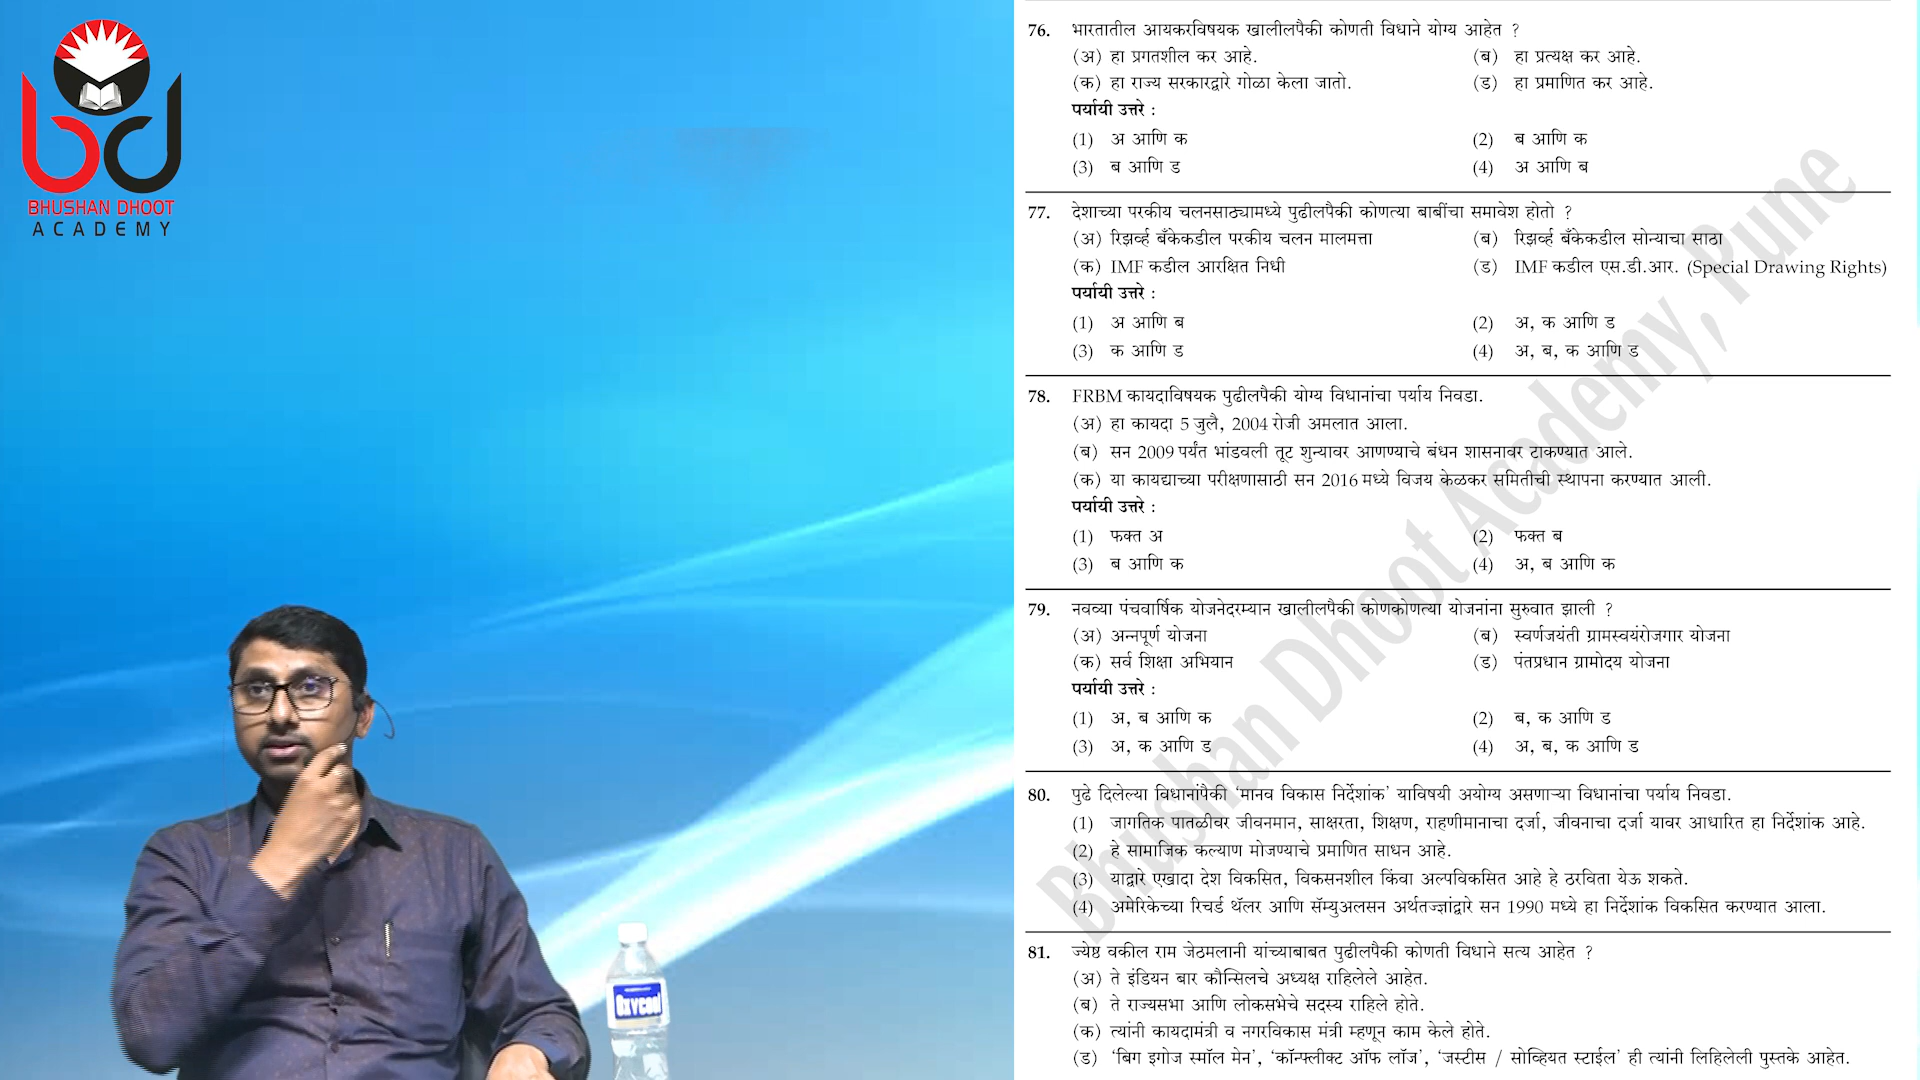 BHUSHAN DHOOT
ACADEMY
76. भारतातील आयकरविषयक खालीलपैकी कोणती विधाने योग्य आहेत ?
(अ) हा प्रगतशील कर आहे. (ब) हा प्रत्यक्ष कर आहे.
(क) हा राज्य सरकारद्वारे गोळा केला जातो. (ड) हा प्रमाणित कर आहे.
पर्यायी उत्तरे :
(1) अ आणि क (2) ब आणि क
(3) ब आणि ड (4) अ आणि ब
77. देशाच्या परकीय चलनसाठ्यामध्ये पुढीलपैकी कोणत्या बाबींचा समावेश होतो ?
(अ) रिझर्व्ह बँकेकडील परकीय चलन मालमत्ता (ब) रिझर्व्ह बँकेकडील सोन्याचा साठा
(क) IMF कडील आरक्षित निधी (ड) IMF कडील एस.डी.आर. (Special Drawing Rights)
पर्यायी उत्तरे :
(1) अ आणि ब (2) अ, क आणि ड
(3) क आणि ड (4) अ, ब, क आणि ड
78. FRBM कायदाविषयक पुढीलपैकी योग्य विधानांचा पर्याय निवडा.
(अ) हा कायदा 5 जुलै, 2004 रोजी अमलात आला.
(ब) सन 2009 पर्यंत भांडवली तूट शुन्यावर आणण्याचे बंधन शासनावर टाकण्यात आले.
(क) या कायद्याच्या परीक्षणासाठी सन 2016 मध्ये विजय केळकर समितीची स्थापना करण्यात आली.
पर्यायी उत्तरे :
(1) फक्त अ (2) फक्त ब
(3) ब आणि क (4) अ, ब आणि क
79. नवव्या पंचवार्षिक योजनेदरम्यान खालीलपैकी कोणकोणत्या योजनांना सुरुवात झाली ?
(अ) अन्नपूर्ण योजना (ब) स्वर्णजयंती ग्रामस्वयंरोजगार योजना
(क) सर्व शिक्षा अभियान (ड) पंतप्रधान ग्रामोदय योजना
पर्यायी उत्तरे :
(1) अ, ब आणि क (2) ब, क आणि ड
(3) अ, क आणि ड (4) अ, ब, क आणि ड
80. पुढे दिलेल्या विधानांपैकी ‘मानव विकास निर्देशांक’ याविषयी अयोग्य असणाऱ्या विधानांचा पर्याय निवडा.
(1) जागतिक पातळीवर जीवनमान, साक्षरता, शिक्षण, राहणीमानाचा दर्जा, जीवनाचा दर्जा यावर आधारित हा निर्देशांक आहे.
(2) हे सामाजिक कल्याण मोजण्याचे प्रमाणित साधन आहे.
(3) याद्वारे एखादा देश विकसित, विकसनशील किंवा अल्पविकसित आहे हे ठरविता येऊ शकते.
(4) अमेरिकेच्या रिचर्ड थॅलर आणि सॅम्युअलसन अर्थतज्ज्ञांद्वारे सन 1990 मध्ये हा निर्देशांक विकसित करण्यात आला.
81. ज्येष्ठ वकील राम जेठमलानी यांच्याबाबत पुढीलपैकी कोणती विधाने सत्य आहेत ?
(अ) ते इंडियन बार कौन्सिलचे अध्यक्ष राहिलेले आहेत.
(ब) ते राज्यसभा आणि लोकसभेचे सदस्य राहिले होते.
(क) त्यांनी कायदामंत्री व नगरविकास मंत्री म्हणून काम केले होते.
(ड) ‘बिग इगोज स्मॉल मेन’, ‘कॉन्फ्लीक्ट ऑफ लॉज’, ‘जस्टीस / सोव्हियत स्टाईल’ ही त्यांनी लिहिलेली पुस्तके आहेत.
Bhushan Dhoot Academy, Pune
Oxycool